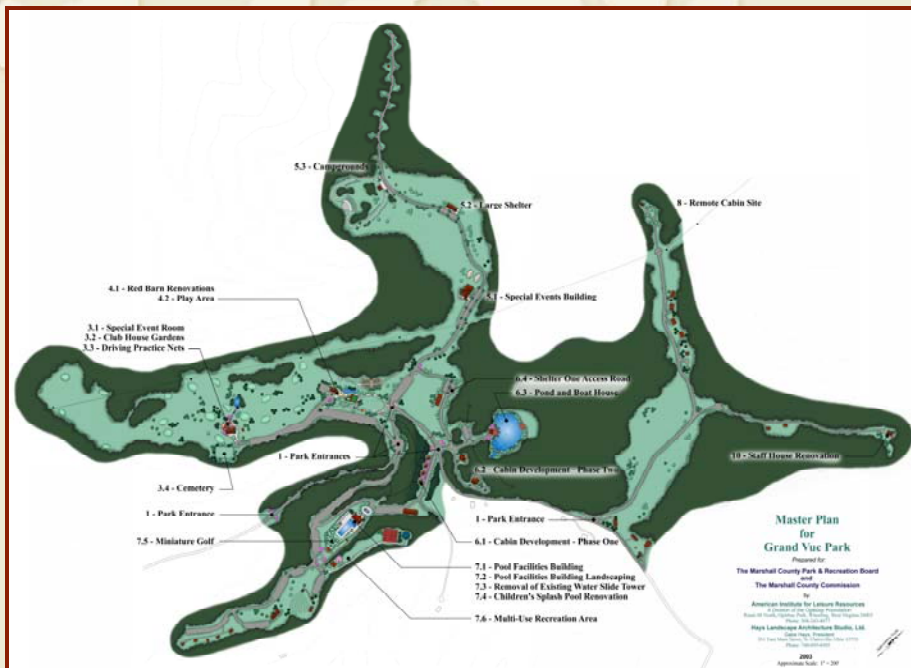 5.3 - Campgrounds
5.2 - Large Shelter
8 - Remote Cabin Site
4.1 - Red Barn Renovations
4.2 - Play Area
5.1 - Special Events Building
3.1 - Special Event Room
3.2 - Club House Gardens
3.3 - Driving Practice Nets
6.4 - Shelter One Access Road
6.3 - Pond and Boat House
1 - Park Entrances
10 - Staff House Renovation
6.2 - Cabin Development - Phase Two
3.4 - Cemetery
1 - Park Entrance
1 - Park Entrance
7.5 - Miniature Golf
6.1 - Cabin Development - Phase One
7.1 - Pool Facilities Building
7.2 - Pool Facilities Building Landscaping
7.3 - Removal of Existing Water Slide Tower
7.4 - Children's Splash Pool Renovation
7.6 - Multi-Use Recreation Area
Master Plan
for
Grand Vue Park
Prepared for:
The Marshall County Park & Recreation Board
and
The Marshall County Commission
by
American Institute for Leisure Resources
Hays Landscape Architecture Studio, Ltd.
2003
Approximate Scale: 1" = 200'